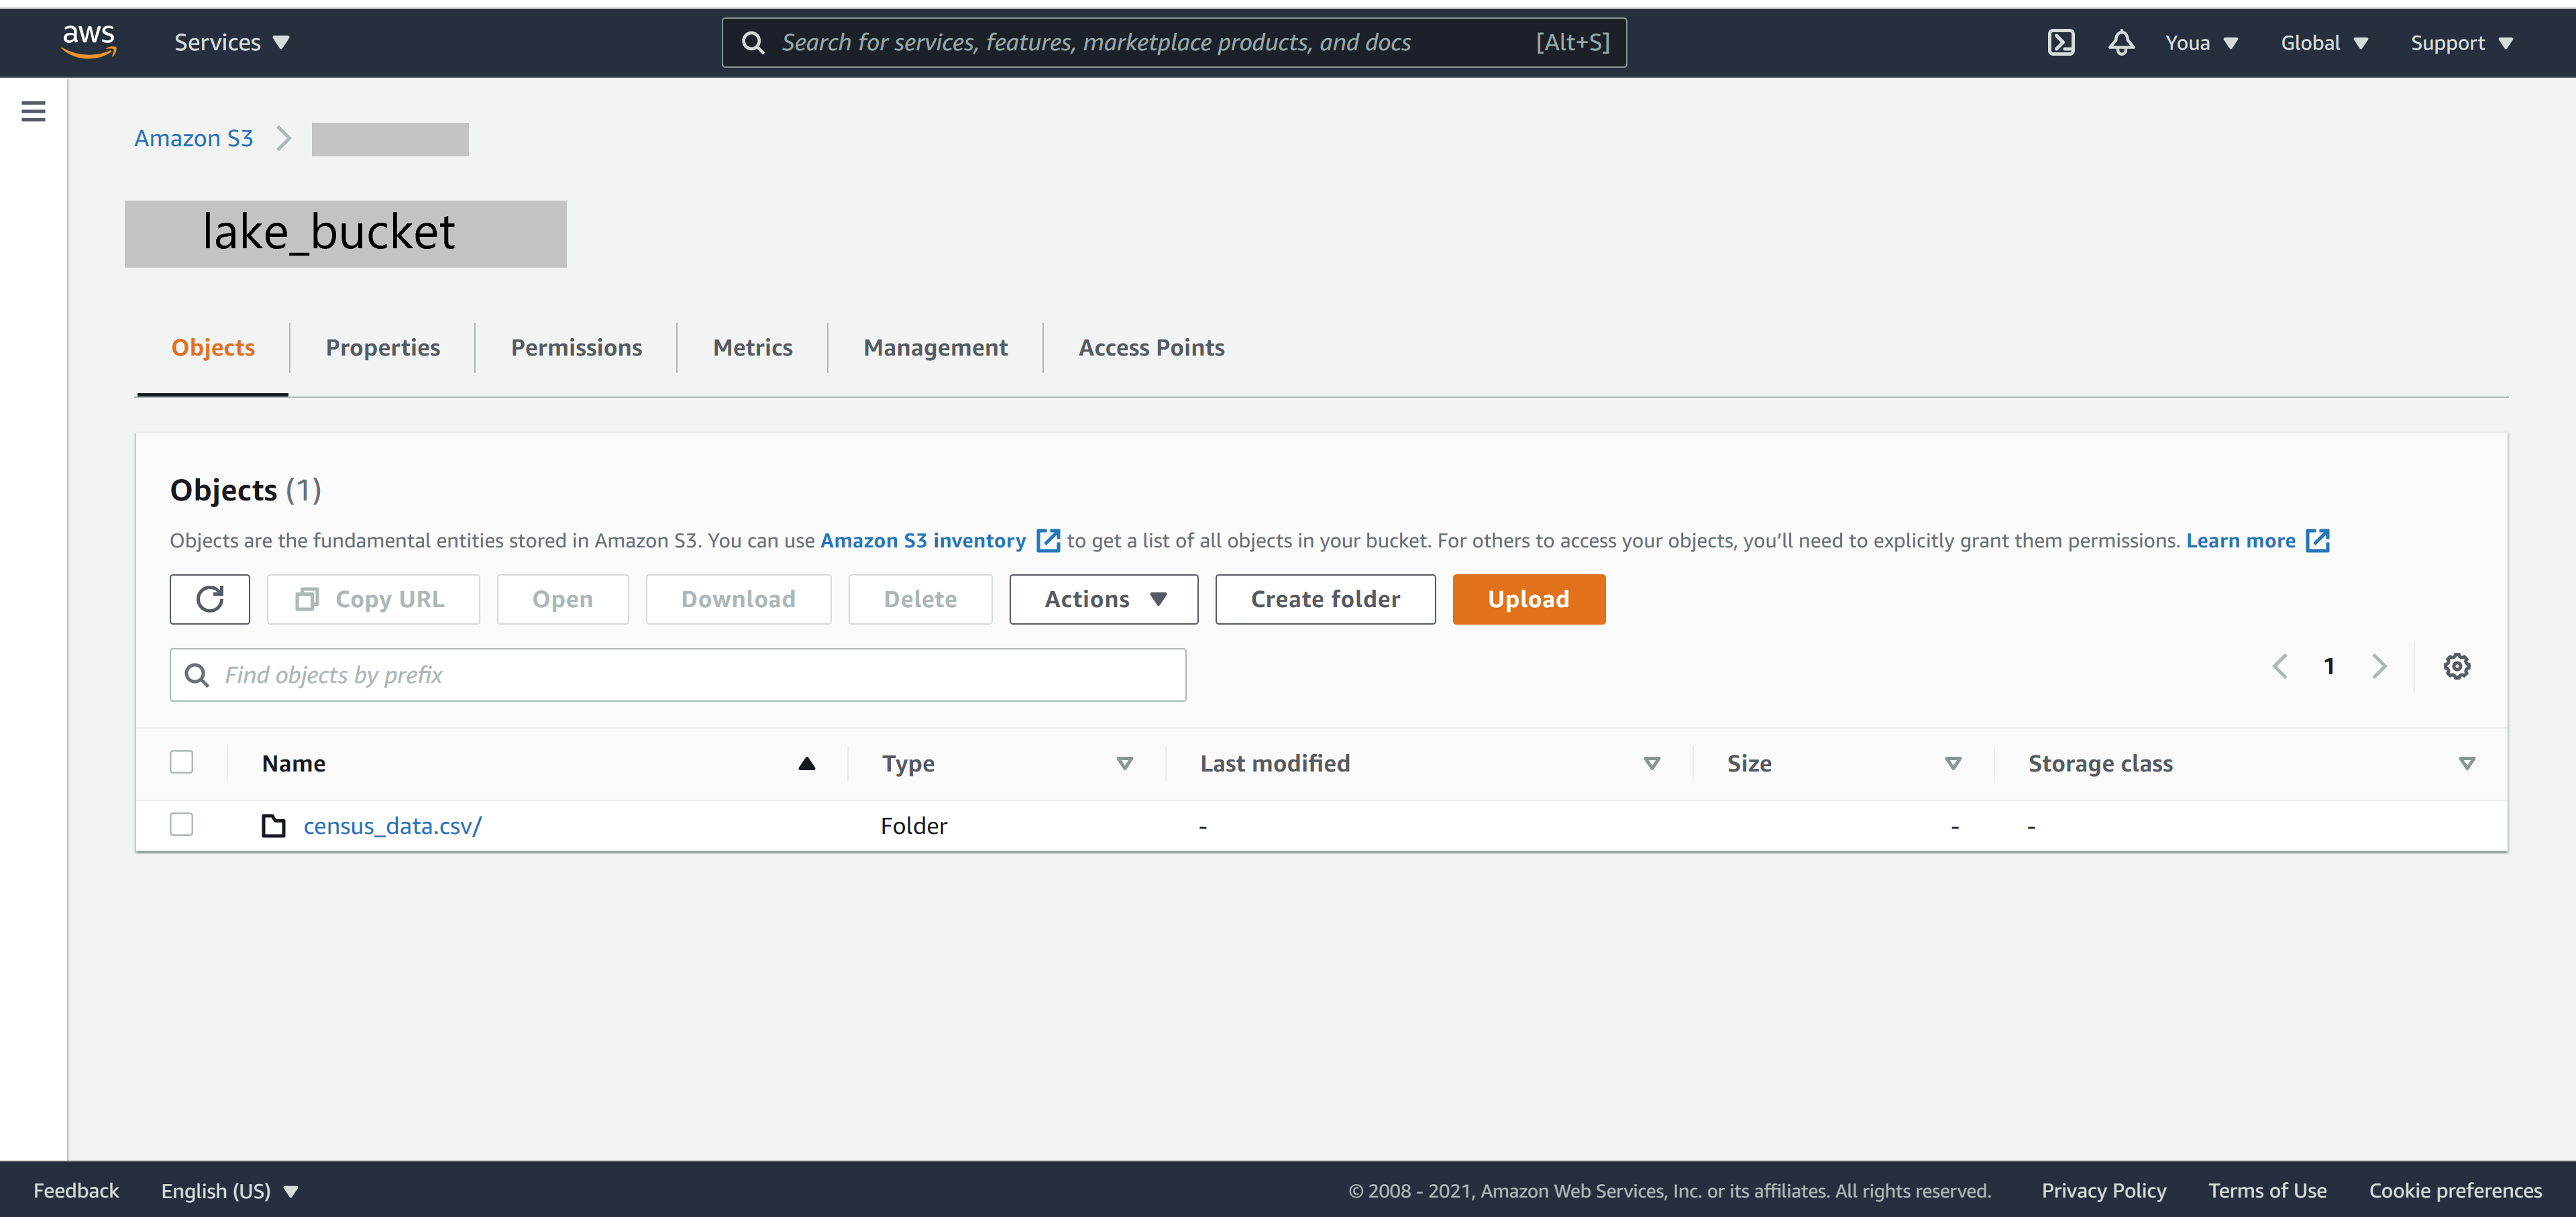 aws Services Search for services, features, marketplace products, and docs [Alt+S] Youa Global Support
Amazon S3
lake_bucket
Objects Properties Permissions Metrics Management Access Points
Objects (1)
Objects are the fundamental entities stored in Amazon S3. You can use Amazon S3 inventory to get a list of all objects in your bucket. For others to access your objects, you'll need to explicitly grant them permissions. Learn more
Copy URL Open Download Delete Actions Create folder Upload
Find objects by prefix 1
Name Type Last modified Size Storage class
census_data.csv/ Folder - - -
Feedback English (US) © 2008 - 2021, Amazon Web Services, Inc. or its affiliates. All rights reserved. Privacy Policy Terms of Use Cookie preferences